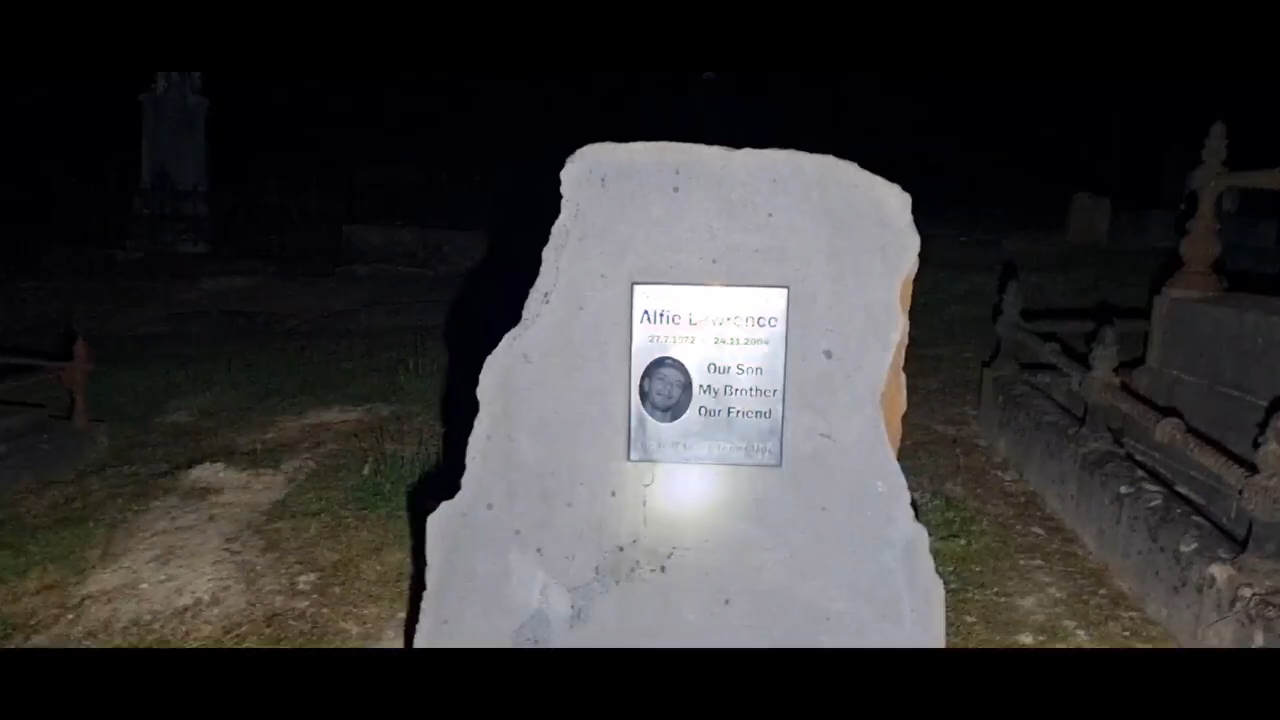 Alfie Lawrence
27.7.1972 - 24.11.2004
Our Son
My Brother
Our Friend